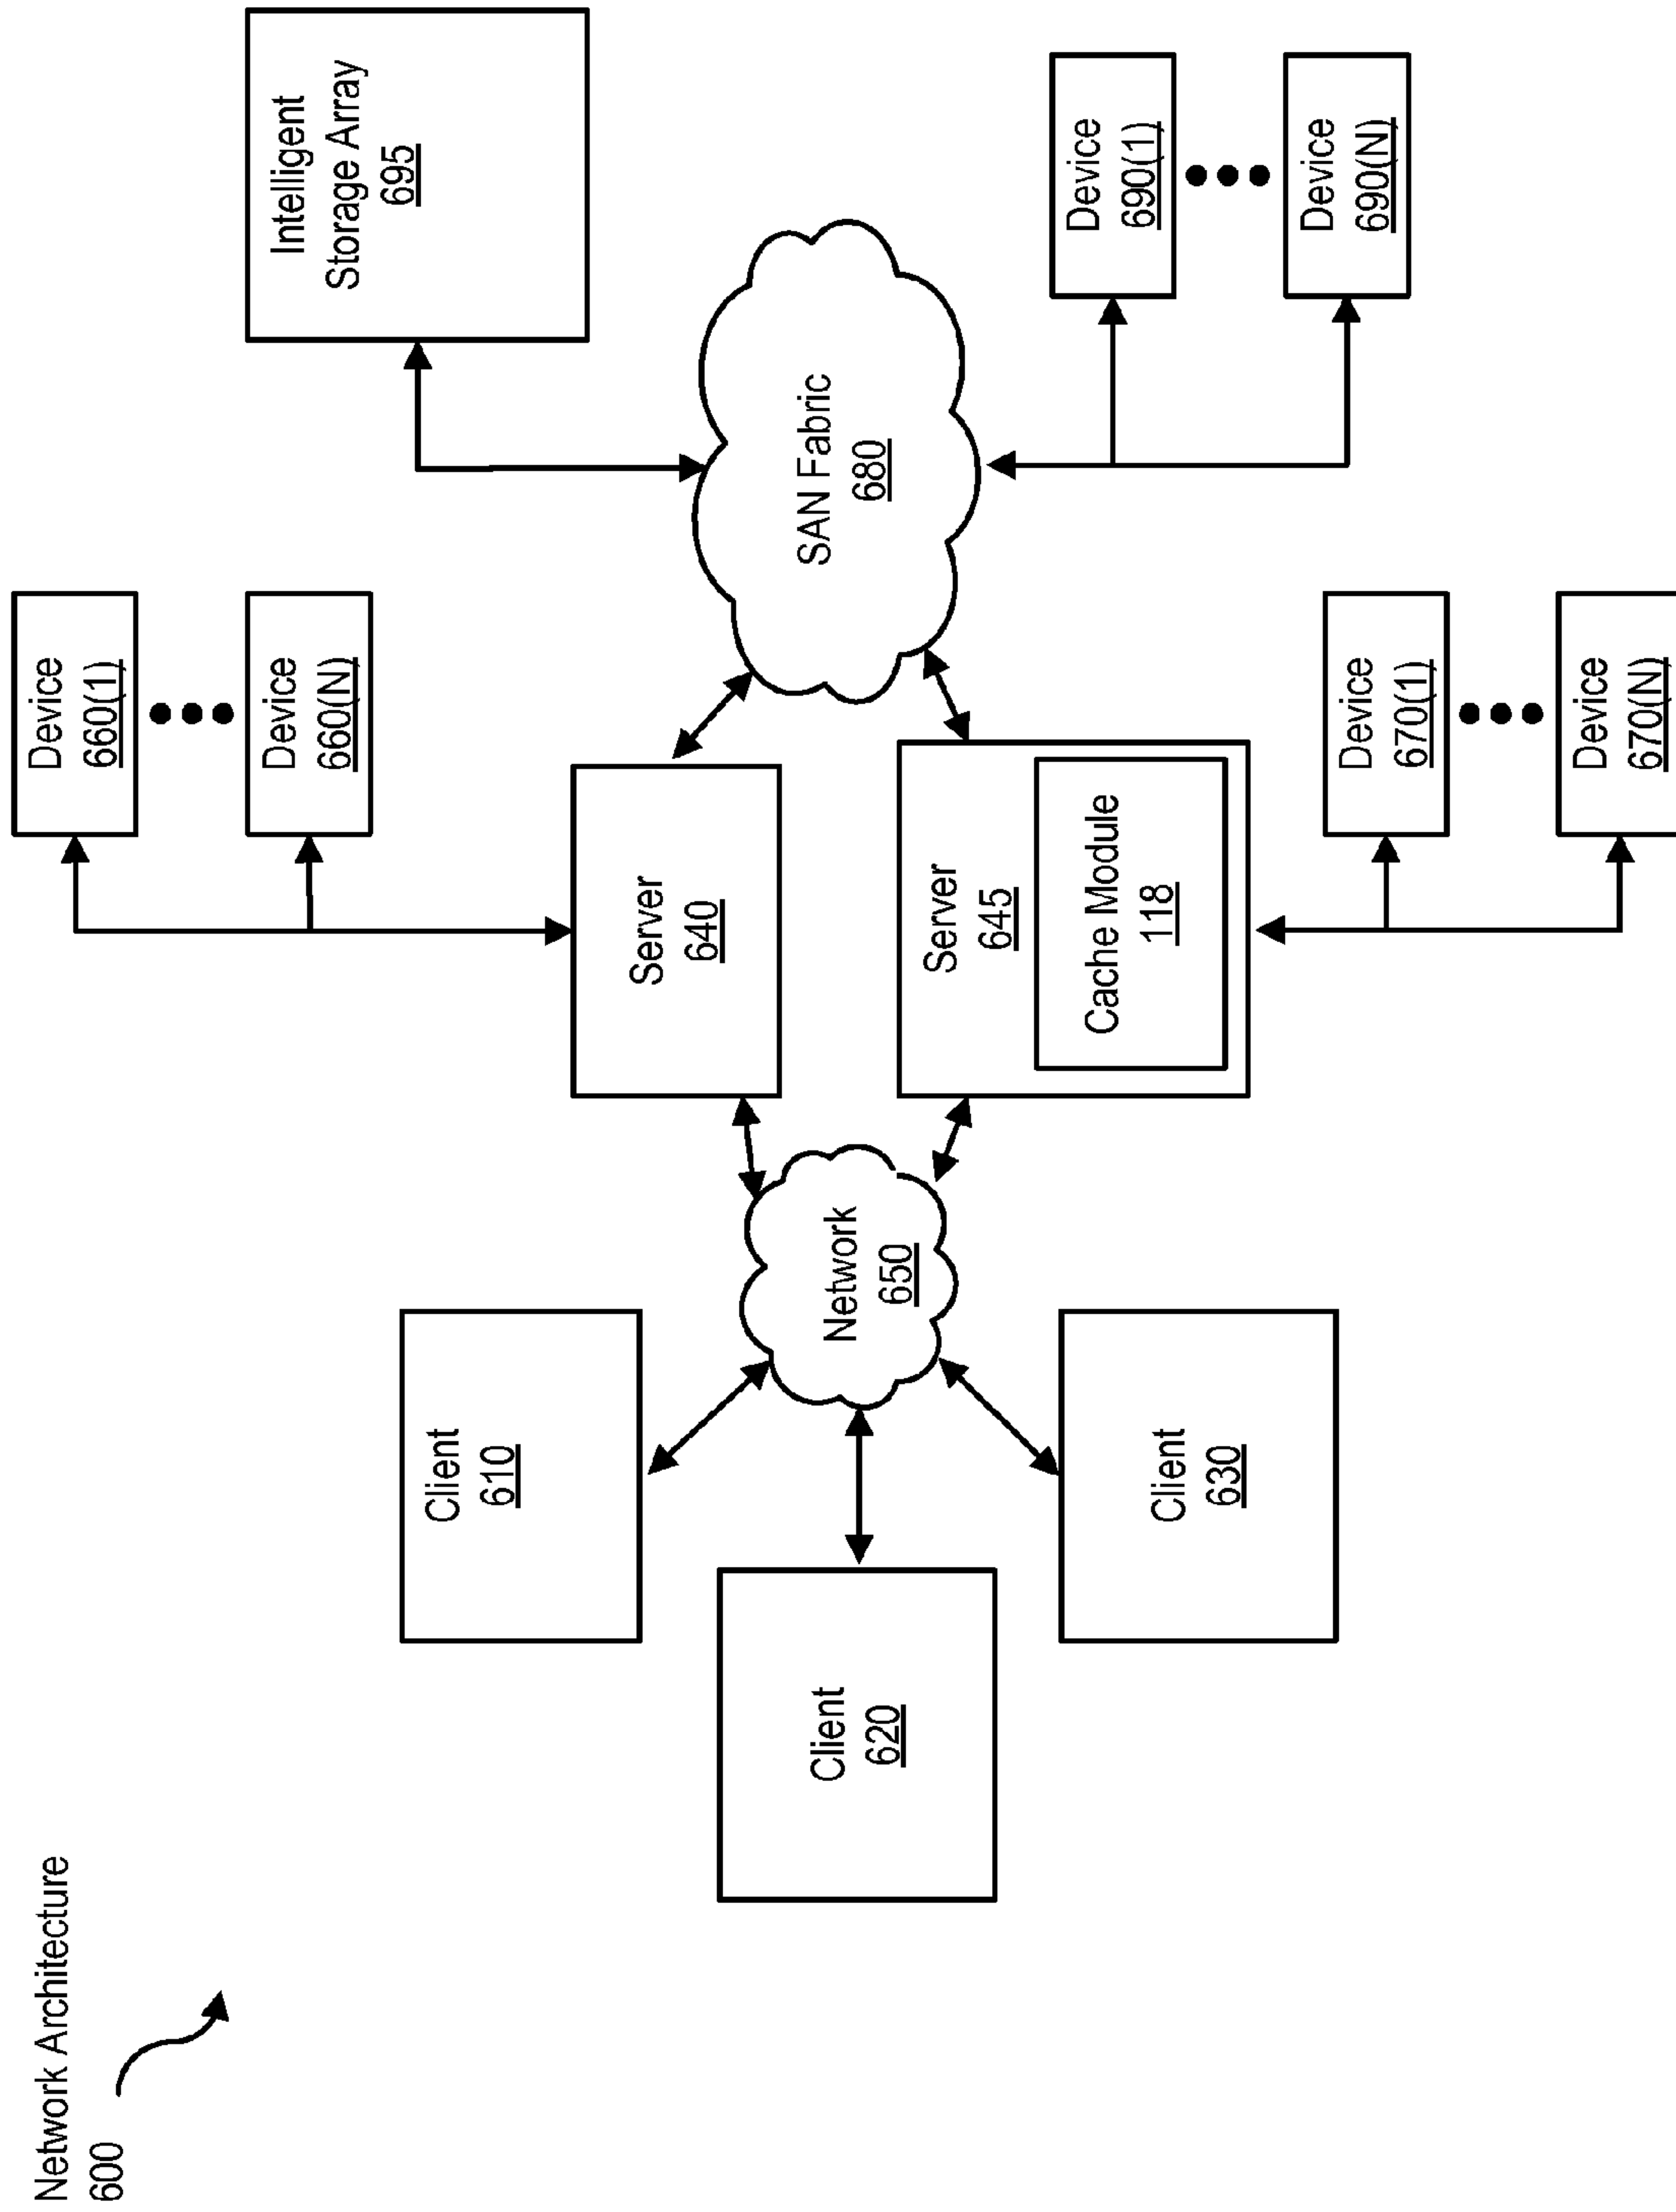 Network Architecture
600
Client
610
Client
620
Client
630
Network
650
Server
640
Server
645
Cache Module
118
Device
660(1)
Device
660(N)
Device
670(1)
Device
670(N)
SAN Fabric
680
Intelligent
Storage Array
695
Device
690(1)
Device
690(N)